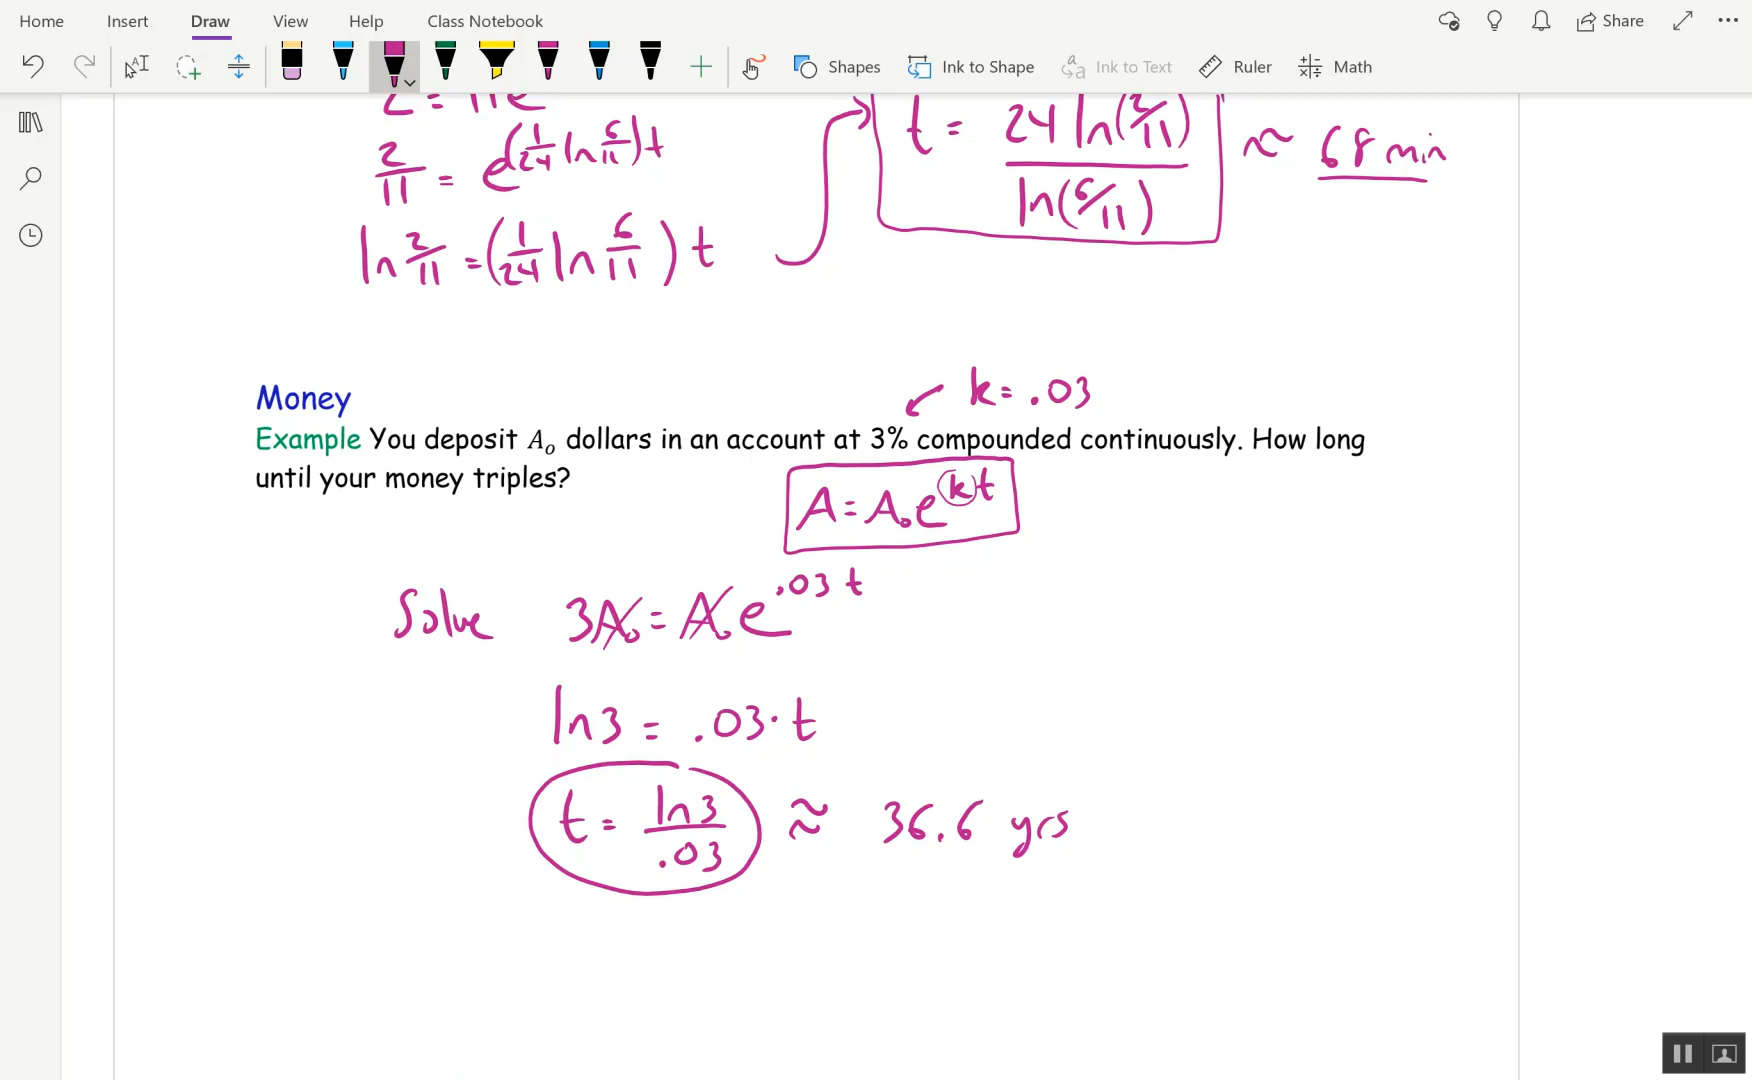 Home Insert Draw View Help Class Notebook Share
Shapes Ink to Shape Ink to Text Ruler Math
2 = 11e
2/11 = e^(1/24 ln 6/11)t
ln 2/11 = (1/24 ln 6/11) t
t = 24 ln(2/11) / ln(6/11) ≈ 68 min
Money
k = .03
Example You deposit A₀ dollars in an account at 3% compounded continuously. How long
until your money triples?
A = A₀e^kt
Solve 3A₀ = A₀e^.03 t
ln3 = .03 · t
t = ln3/.03 ≈ 36.6 yrs